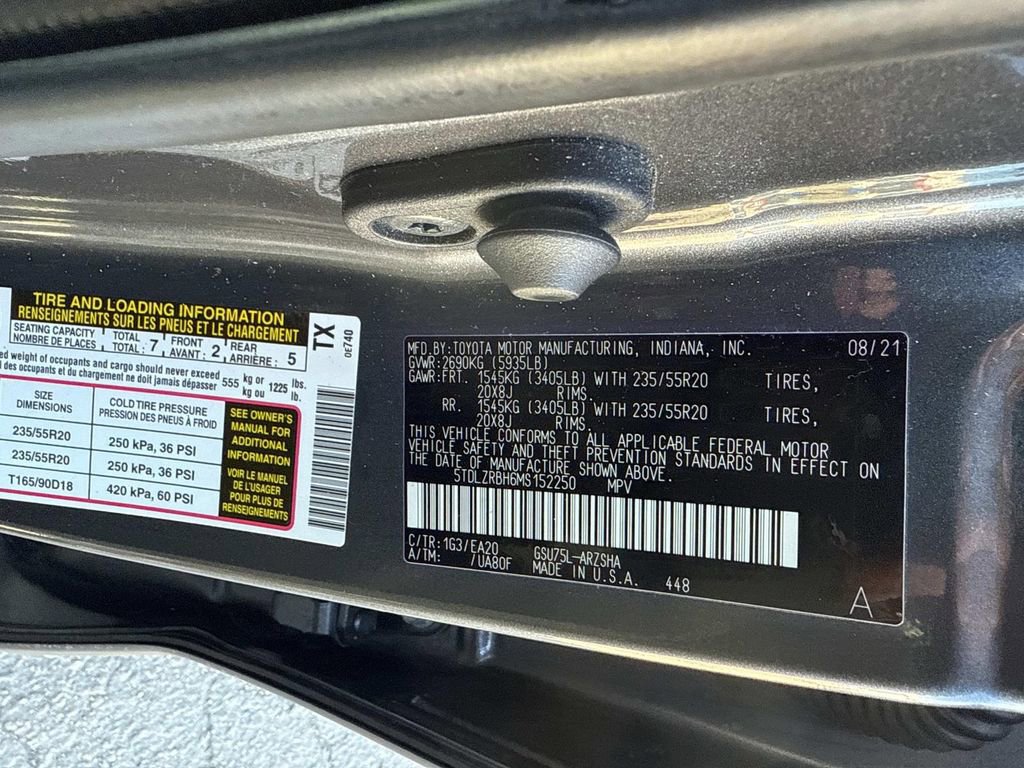 TIRE AND LOADING INFORMATION
RENSEIGNEMENTS SUR LES PNEUS ET LE CHARGEMENT
SEATING CAPACITY
NOMBRE DE PLACES
TOTAL
TOTAL : 7
FRONT
AVANT : 2
REAR
ARRIÈRE : 5
weight of occupants and cargo should never exceed 555 kg or 1225 lbs.
des occupants et du chargement ne doit jamais dépasser kg ou lb.
SIZE
DIMENSIONS
COLD TIRE PRESSURE
PRESSION DES PNEUS À FROID
235/55R20 250 kPa, 36 PSI
235/55R20 250 kPa, 36 PSI
T165/90D18 420 kPa, 60 PSI
SEE OWNER'S
MANUAL FOR
ADDITIONAL
INFORMATION
VOIR LE MANUEL
DE L'USAGER
POUR PLUS DE
RENSEIGNEMENTS
TX
0E740
MFD.BY:TOYOTA MOTOR MANUFACTURING, INDIANA, INC. 08/21
GVWR:2690KG (5935LB)
GAWR:FRT. 1545KG (3405LB) WITH 235/55R20 TIRES,
20X8J RIMS.
RR. 1545KG (3405LB) WITH 235/55R20 TIRES,
20X8J RIMS.
THIS VEHICLE CONFORMS TO ALL APPLICABLE FEDERAL MOTOR
VEHICLE SAFETY AND THEFT PREVENTION STANDARDS IN EFFECT ON
THE DATE OF MANUFACTURE SHOWN ABOVE.
5TDLZRBH6MS152250 MPV
C/TR:1G3/EA20 GSU75L-ARZSHA
A/TM: /UA80F MADE IN U.S.A. 448
A